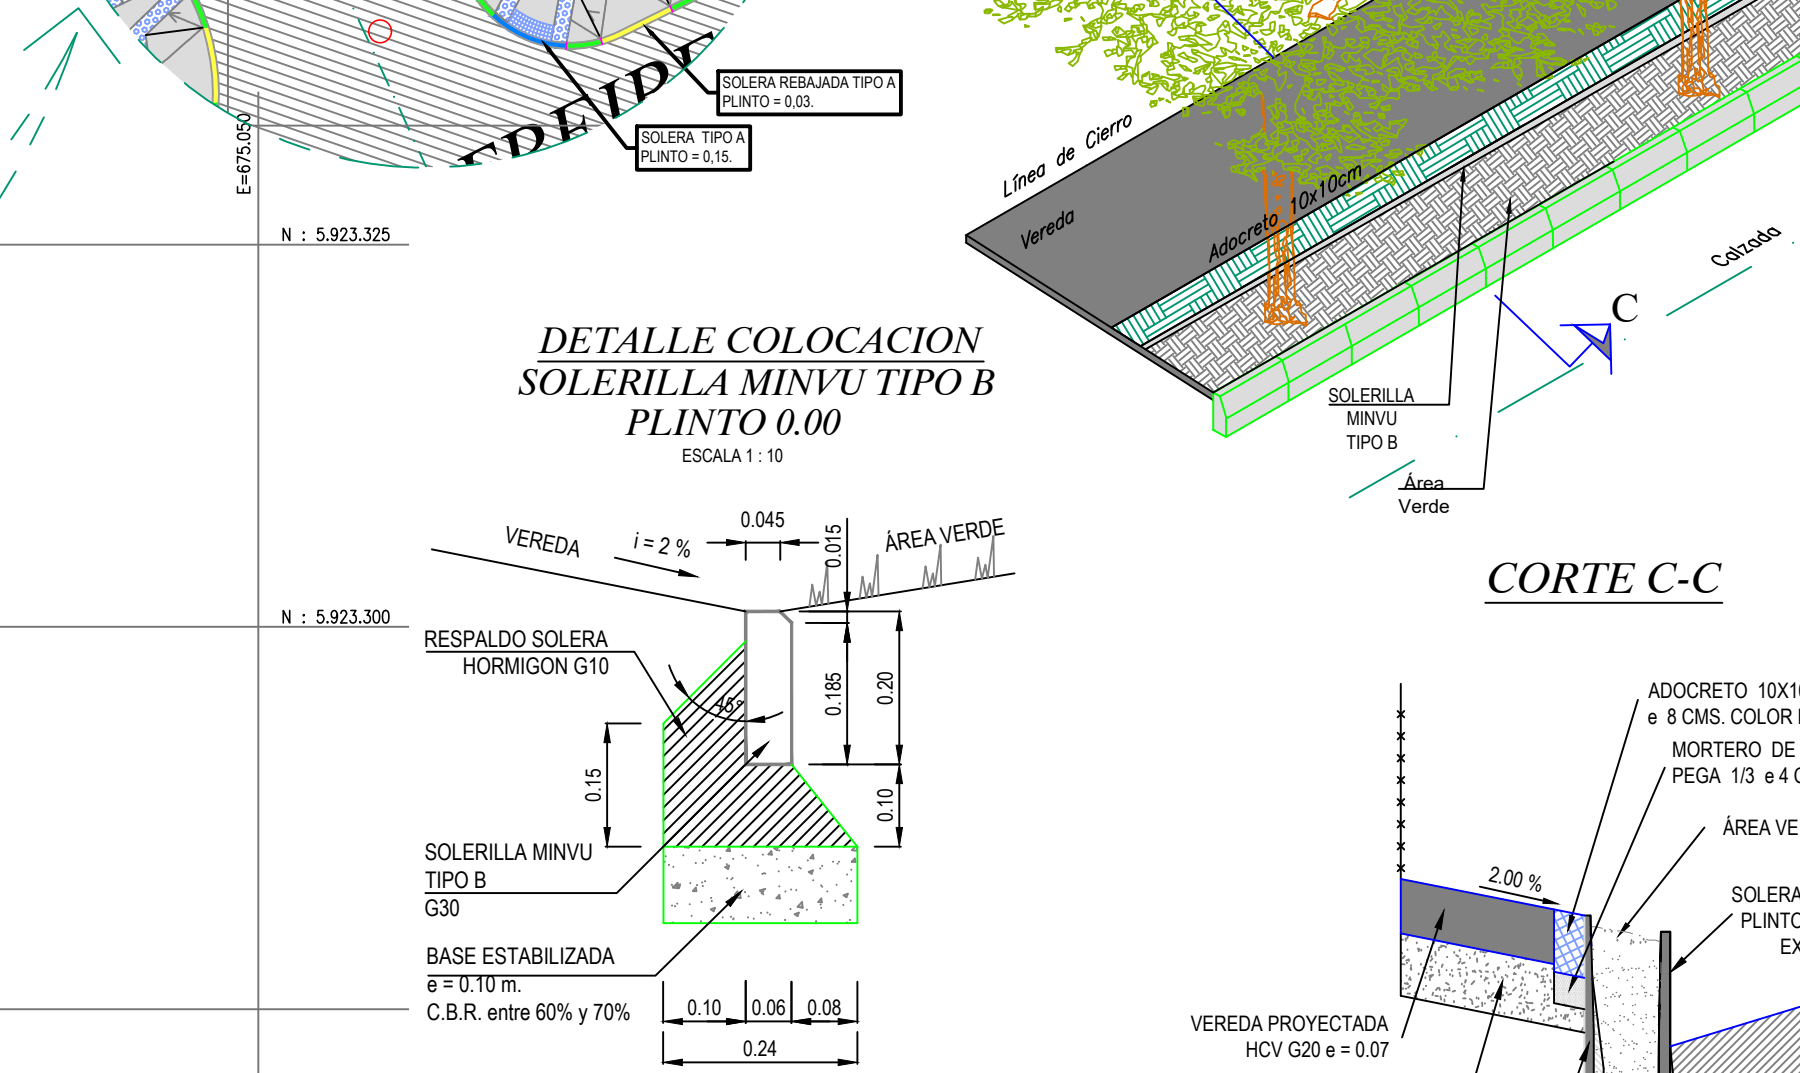 SOLERA REBAJADA TIPO A
PLINTO = 0,03.
SOLERA TIPO A
PLINTO = 0,15.
E=675.050
N : 5.923.325
N : 5.923.300
Línea de Cierro
Vereda
Adocreto 10x10cm
Calzada
C
SOLERILLA
MINVU
TIPO B
Área
Verde
DETALLE COLOCACION
SOLERILLA MINVU TIPO B
PLINTO 0.00
ESCALA 1 : 10
VEREDA
i = 2 %
0.045
0.015
ÁREA VERDE
RESPALDO SOLERA
HORMIGON G10
45°
0.185
0.20
0.15
0.10
SOLERILLA MINVU
TIPO B
G30
BASE ESTABILIZADA
e = 0.10 m.
C.B.R. entre 60% y 70%
0.10
0.06
0.08
0.24
CORTE C-C
ADOCRETO 10X1
e 8 CMS. COLOR
MORTERO DE
PEGA 1/3 e 4
ÁREA VE
2.00 %
SOLERA
PLINTO
EX
VEREDA PROYECTADA
HCV G20 e = 0.07